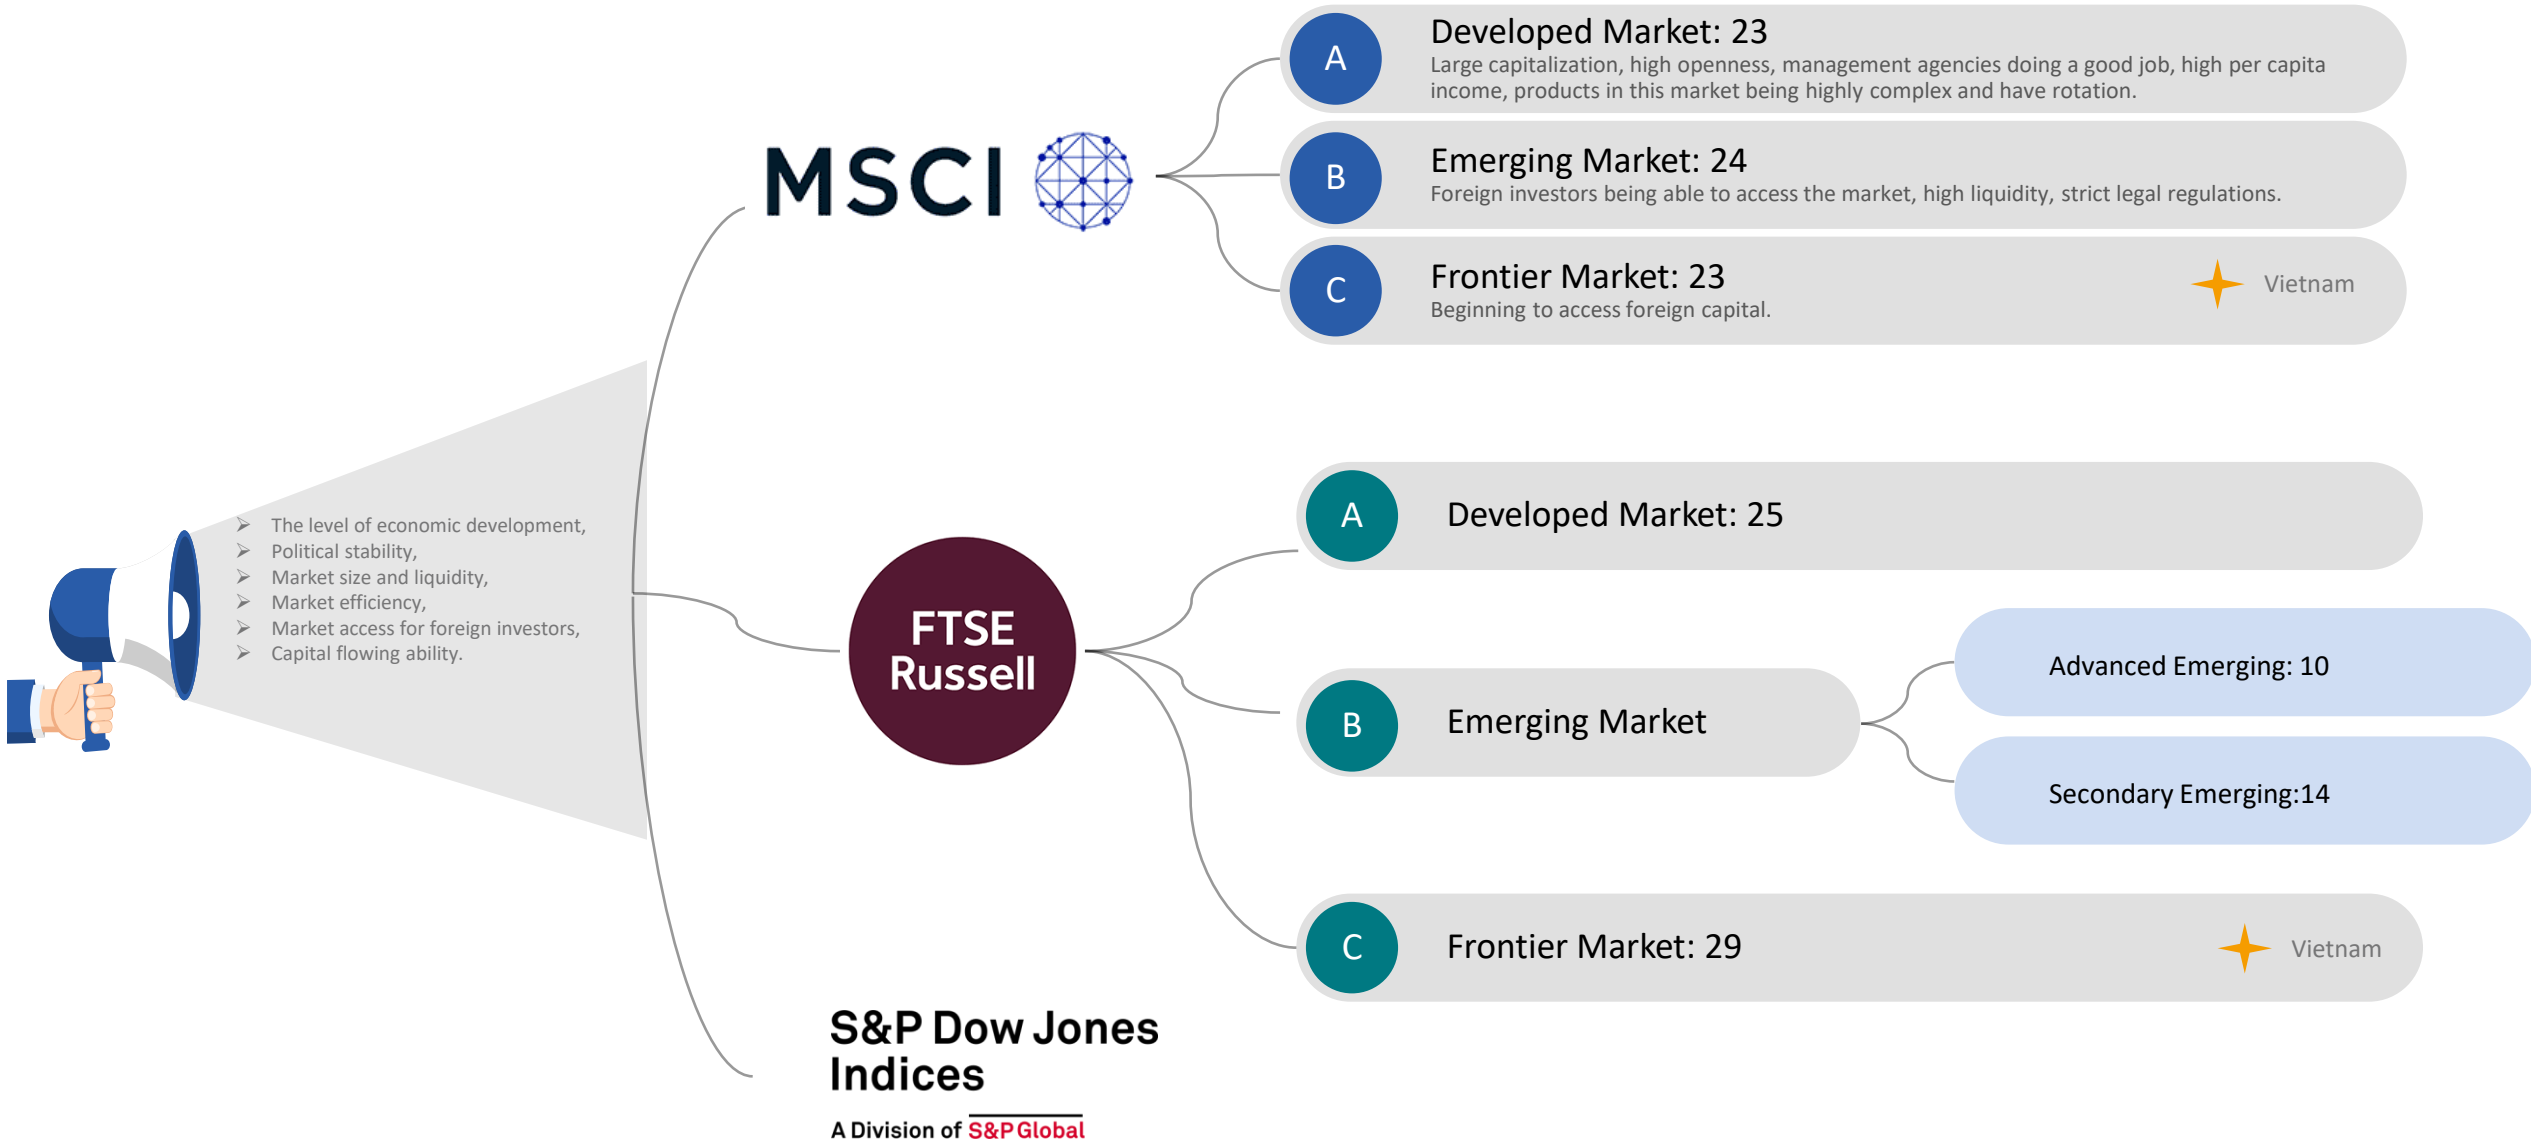 The level of economic development,
Political stability,
Market size and liquidity,
Market efficiency,
Market access for foreign investors,
Capital flowing ability.
MSCI
A
Developed Market: 23
Large capitalization, high openness, management agencies doing a good job, high per capita
income, products in this market being highly complex and have rotation.
B
Emerging Market: 24
Foreign investors being able to access the market, high liquidity, strict legal regulations.
C
Frontier Market: 23
Beginning to access foreign capital.
Vietnam
FTSE
Russell
A
Developed Market: 25
B
Emerging Market
Advanced Emerging: 10
Secondary Emerging:14
C
Frontier Market: 29
Vietnam
S&P Dow Jones
Indices
A Division of S&P Global